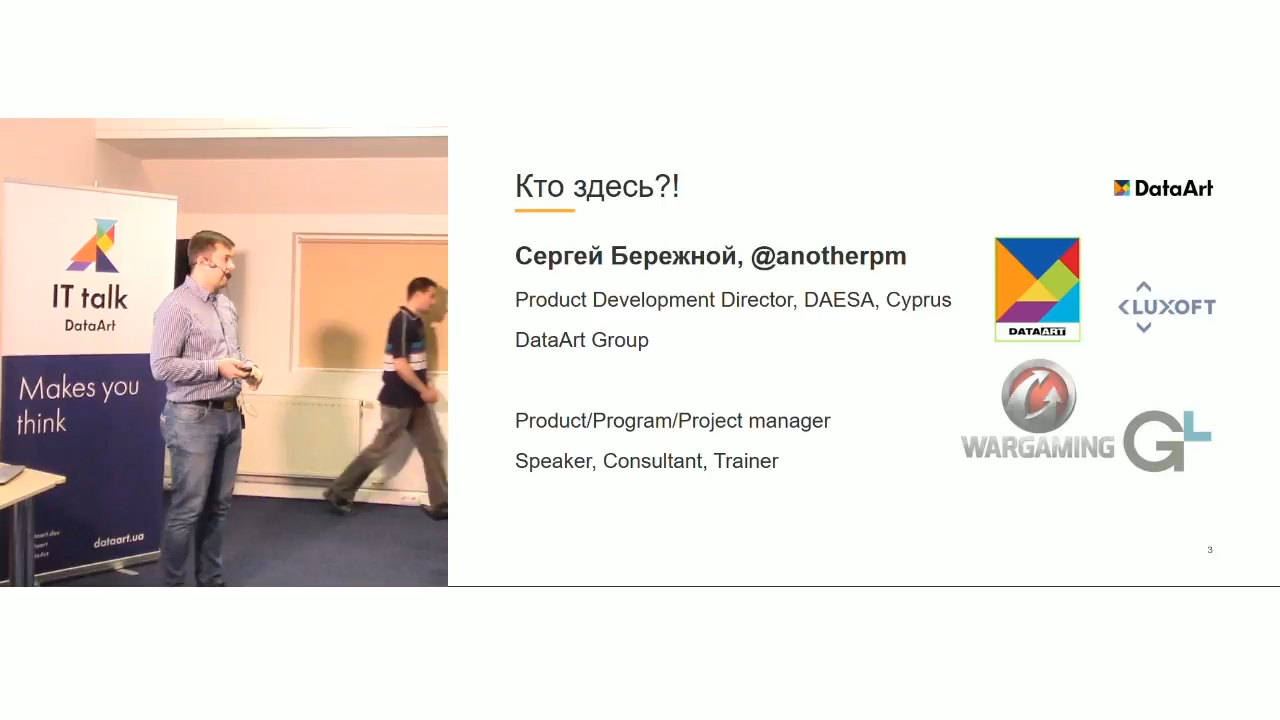 IT talk
DataArt
Makes you
think
dataart.ua
Кто здесь?!
DataArt
Сергей Бережной, @anotherpm
Product Development Director, DAESA, Cyprus
DataArt Group
Product/Program/Project manager
Speaker, Consultant, Trainer
DATAART
LUXOFT
WARGAMING
GL
3